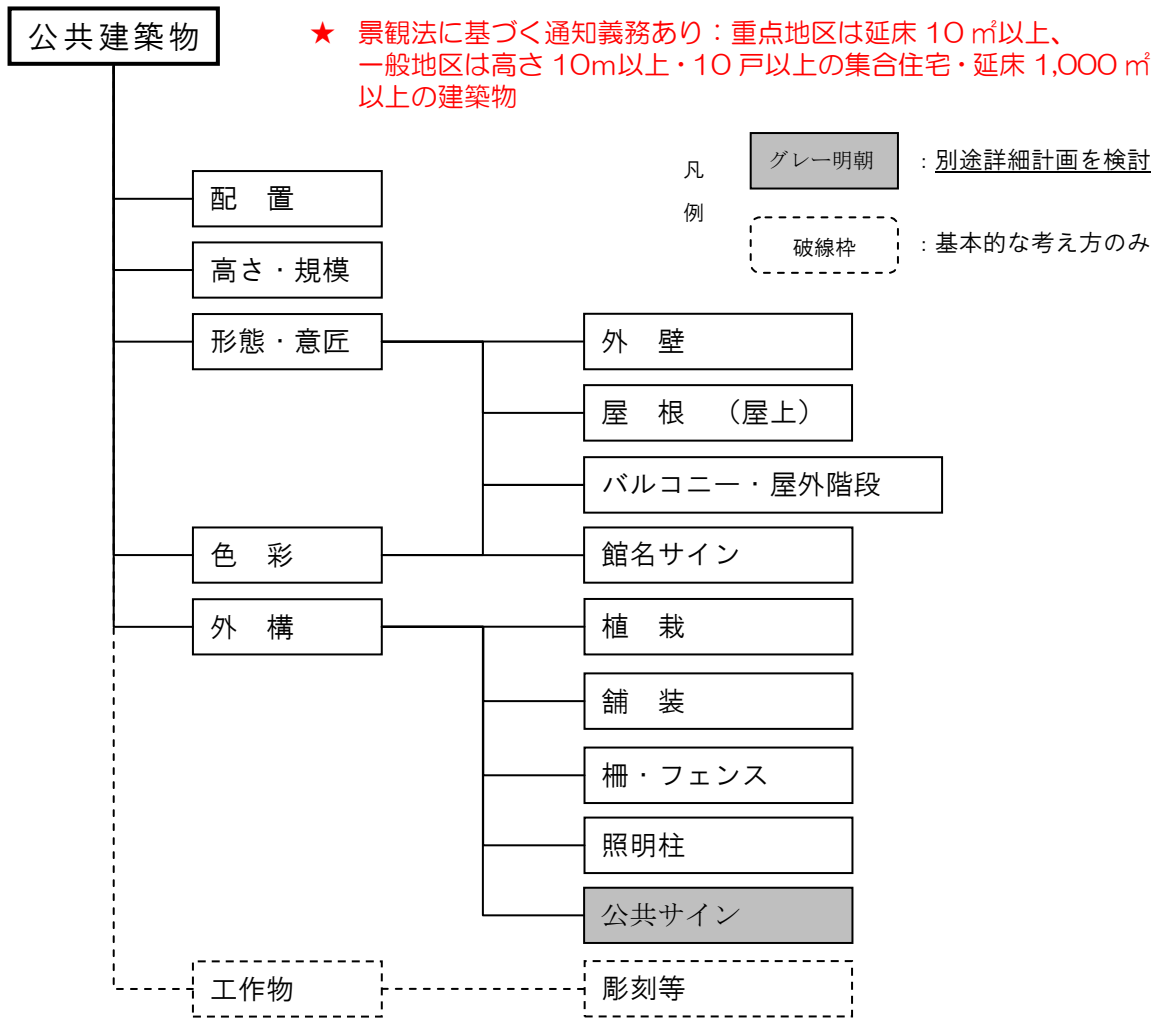 公共建築物
★ 景観法に基づく通知義務あり：重点地区は延床 10 ㎡以上、
一般地区は高さ 10m以上・10 戸以上の集合住宅・延床 1,000 ㎡
以上の建築物
凡
例
グレー明朝
：別途詳細計画を検討
破線枠
：基本的な考え方のみ
配　置
高さ・規模
形態・意匠
外　壁
屋　根　（屋上）
バルコニー・屋外階段
色　彩
館名サイン
外　構
植　栽
舗　装
柵・フェンス
照明柱
公共サイン
工作物
彫刻等